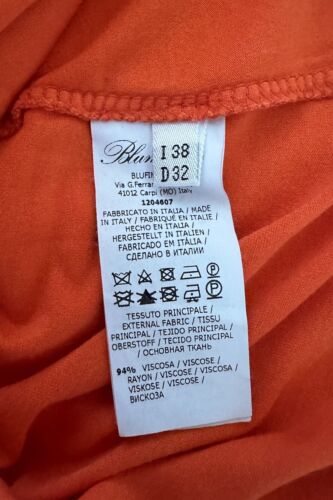 Blum
I 38
D 32
BLUFIN
Via G.Ferrar
41012 Carpi (MO) Italy
1204607
FABBRICATO IN ITALIA / MADE
IN ITALY / FABRIQUÉ EN ITALIE /
HECHO EN ITALIA /
HERGESTELLT IN ITALIEN /
FABRICADO EM ITÁLIA /
СДЕЛАНО В ИТАЛИИ
TESSUTO PRINCIPALE /
EXTERNAL FABRIC / TISSU
PRINCIPAL / TEJIDO PRINCIPAL /
OBERSTOFF / TECIDO PRINCIPAL
/ ОСНОВНАЯ ТКАНЬ
94% VISCOSA / VISCOSE /
RAYON / VISCOSE / VISCOSA /
VISKOSE / VISCOSE / VISCOSE /
ВИСКОЗА